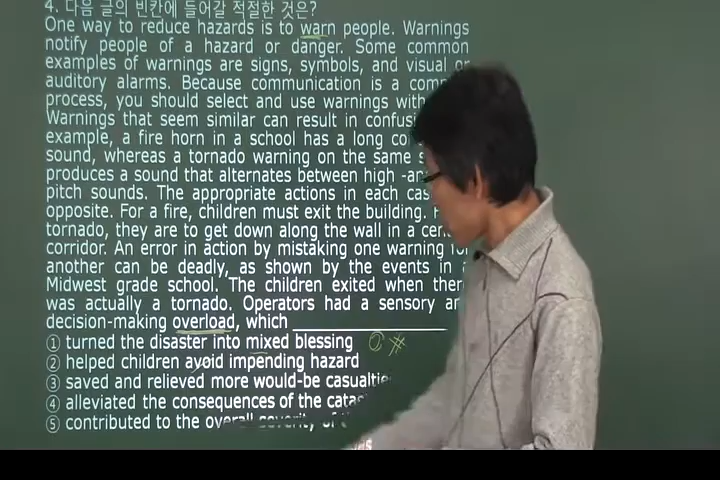 4. 다음 글의 빈칸에 들어갈 적절한 것은?
One way to reduce hazards is to warn people. Warnings
notify people of a hazard or danger. Some common
examples of warnings are signs, symbols, and visual or
auditory alarms. Because communication is a
process, you should select and use warnings
Warnings that seem similar can result in
example, a fire horn in a school has a long
sound, whereas a tornado warning on the same
produces a sound that alternates between high
pitch sounds. The appropriate actions in each
opposite. For a fire, children must exit the building.
tornado, they are to get down along the wall in a
corridor. An error in action by mistaking one warning for
another can be deadly, as shown by the events in a
Midwest grade school. The children exited when there
was actually a tornado. Operators had a sensory and
decision-making overload, which
① turned the disaster into mixed blessing
② helped children avoid impending hazard
③ saved and relieved more would-be casualties
④ alleviated the consequences of the
⑤ contributed to the overall severity of